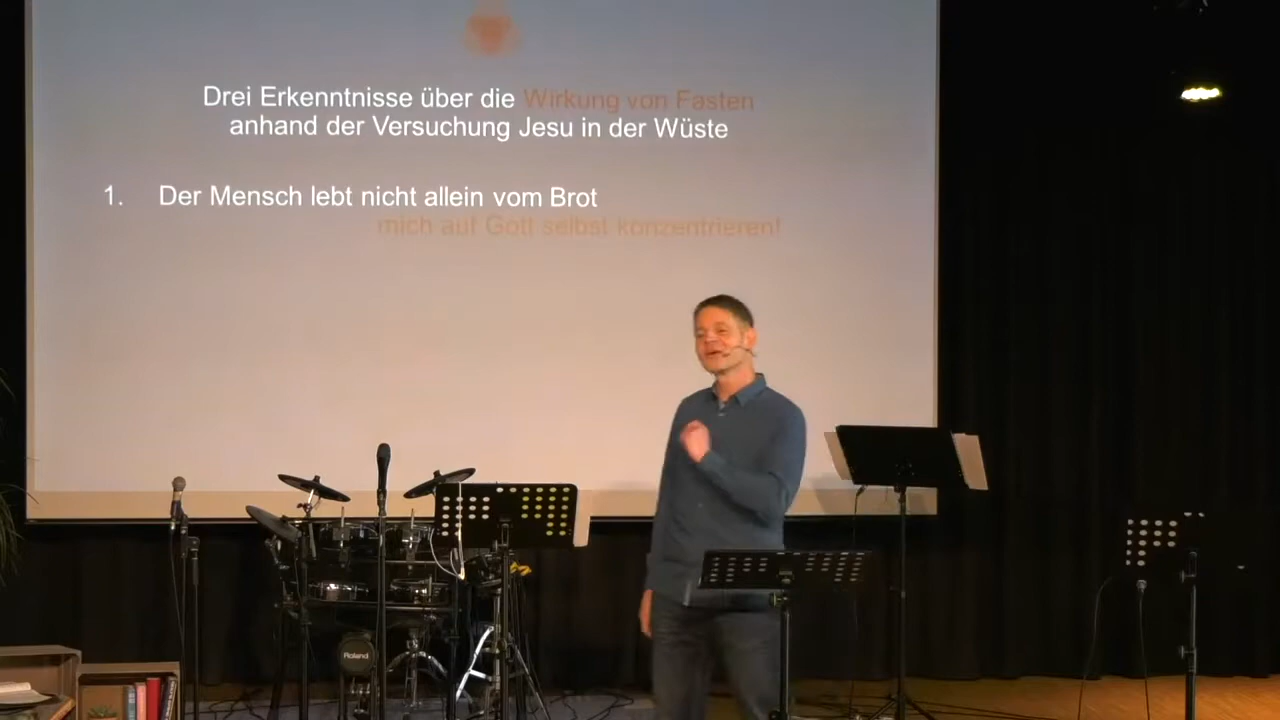 Drei Erkenntnisse über die Wirkung von Fasten
anhand der Versuchung Jesu in der Wüste
1. Der Mensch lebt nicht allein vom Brot
mich auf Gott selbst konzentrieren!
Roland